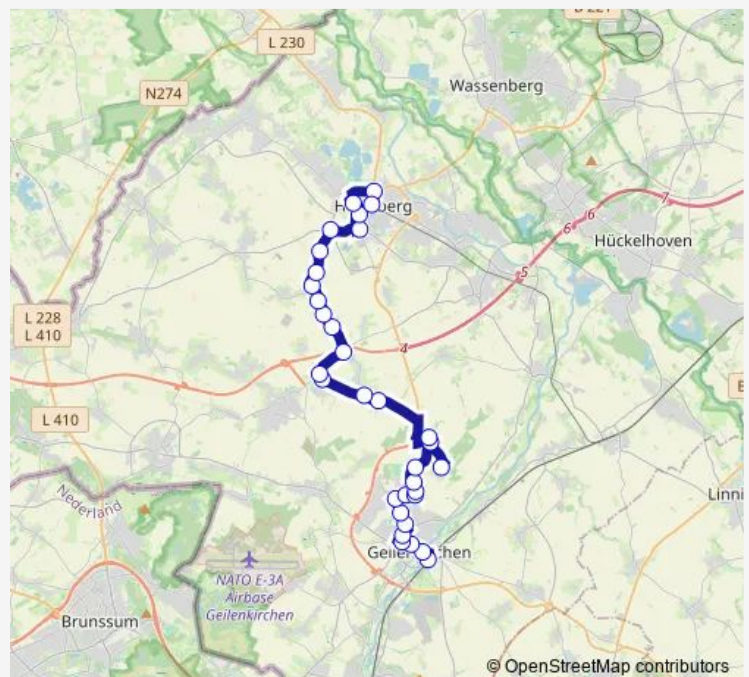 L 230
N274
Wassenberg
Hückelhoven
7
6
6
5
L 228
L 410
4
L 410
Nederland
Linni
NATO E-3A
Airbase
Geilenkirchen
Brunssum
© OpenStreetMap contributors